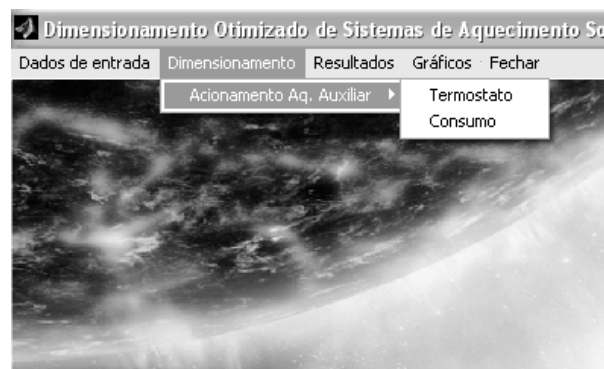 Dimensionamento Otimizado de Sistemas de Aquecimento So
Dados de entrada Dimensionamento Resultados Gráficos Fechar
Acionamento Aq. Auxiliar Termostato
Consumo